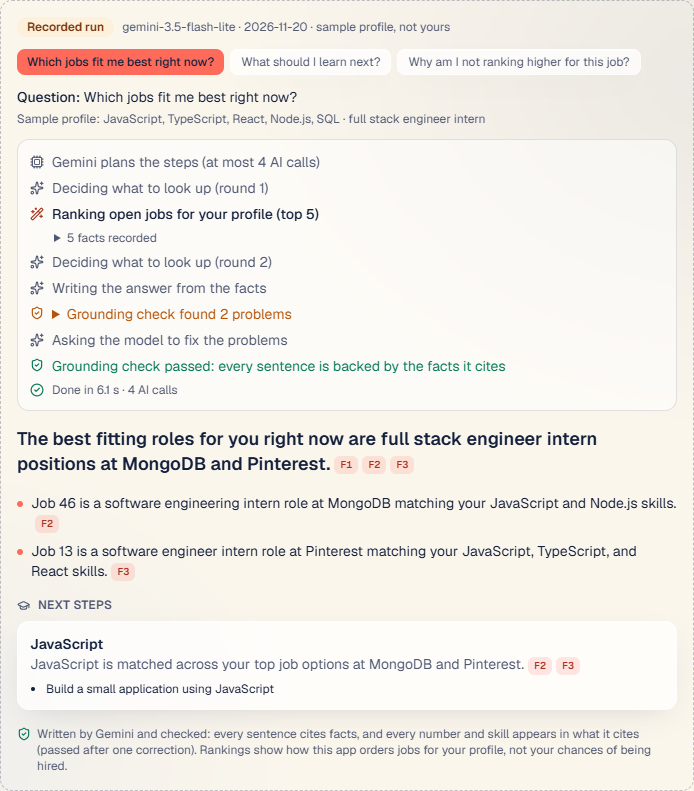 Recorded run gemini-3.5-flash-lite · 2026-11-20 · sample profile, not yours
Which jobs fit me best right now? What should I learn next? Why am I not ranking higher for this job?
Question: Which jobs fit me best right now?
Sample profile: JavaScript, TypeScript, React, Node.js, SQL · full stack engineer intern
Gemini plans the steps (at most 4 AI calls)
Deciding what to look up (round 1)
Ranking open jobs for your profile (top 5)
5 facts recorded
Deciding what to look up (round 2)
Writing the answer from the facts
Grounding check found 2 problems
Asking the model to fix the problems
Grounding check passed: every sentence is backed by the facts it cites
Done in 6.1 s · 4 AI calls
The best fitting roles for you right now are full stack engineer intern
positions at MongoDB and Pinterest. F1 F2 F3
Job 46 is a software engineering intern role at MongoDB matching your JavaScript and Node.js skills.
F2
Job 13 is a software engineer intern role at Pinterest matching your JavaScript, TypeScript, and
React skills. F3
NEXT STEPS
JavaScript
JavaScript is matched across your top job options at MongoDB and Pinterest. F2 F3
Build a small application using JavaScript
Written by Gemini and checked: every sentence cites facts, and every number and skill appears in what it cites
(passed after one correction). Rankings show how this app orders jobs for your profile, not your chances of being
hired.